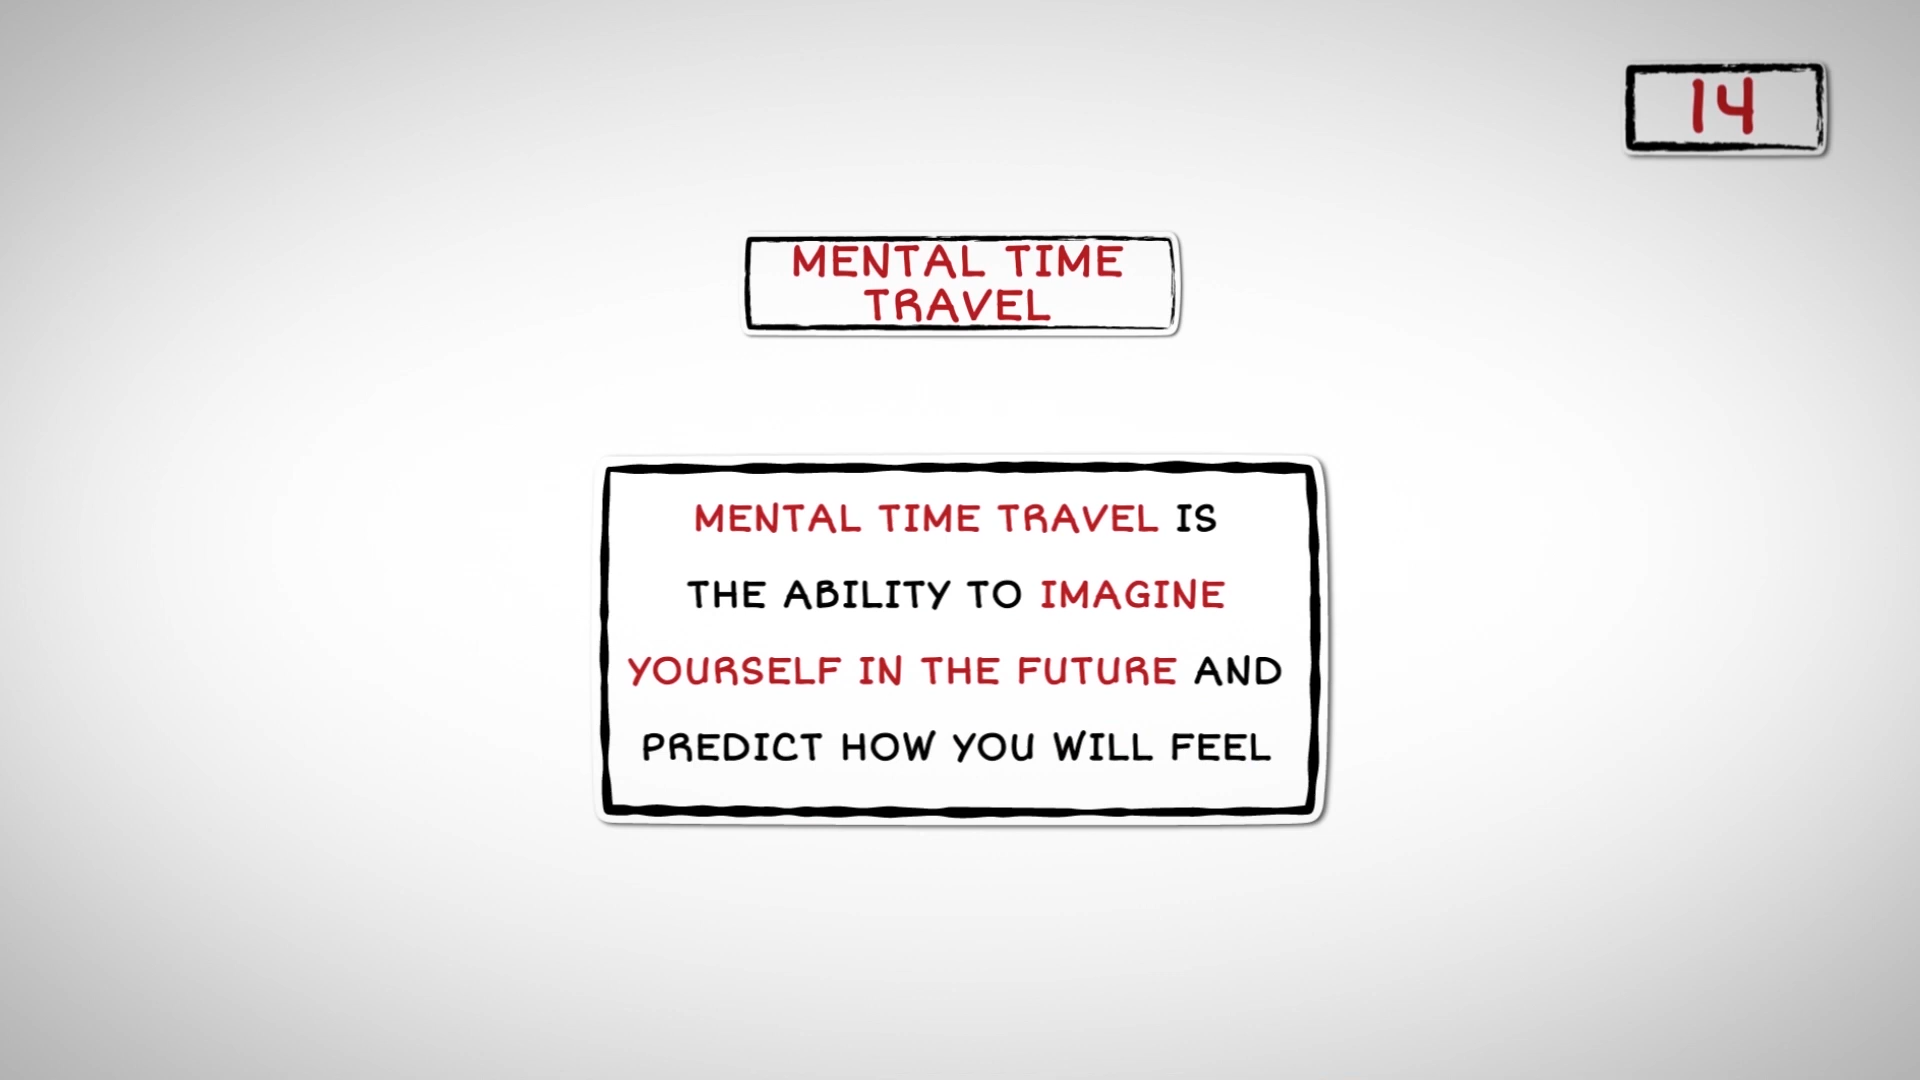 14
MENTAL TIME
TRAVEL
MENTAL TIME TRAVEL IS
THE ABILITY TO IMAGINE
YOURSELF IN THE FUTURE AND
PREDICT HOW YOU WILL FEEL